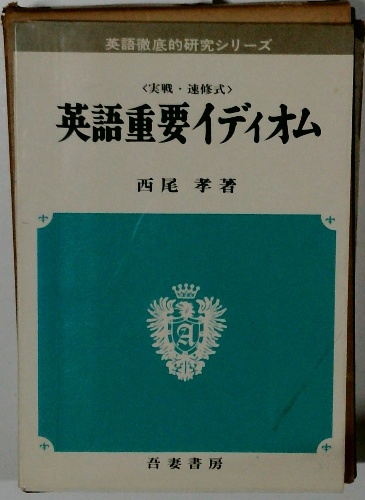 英語徹底的研究シリーズ
〈実戦・速修式〉
英語重要イディオム
西尾 孝著
A
吾妻書房